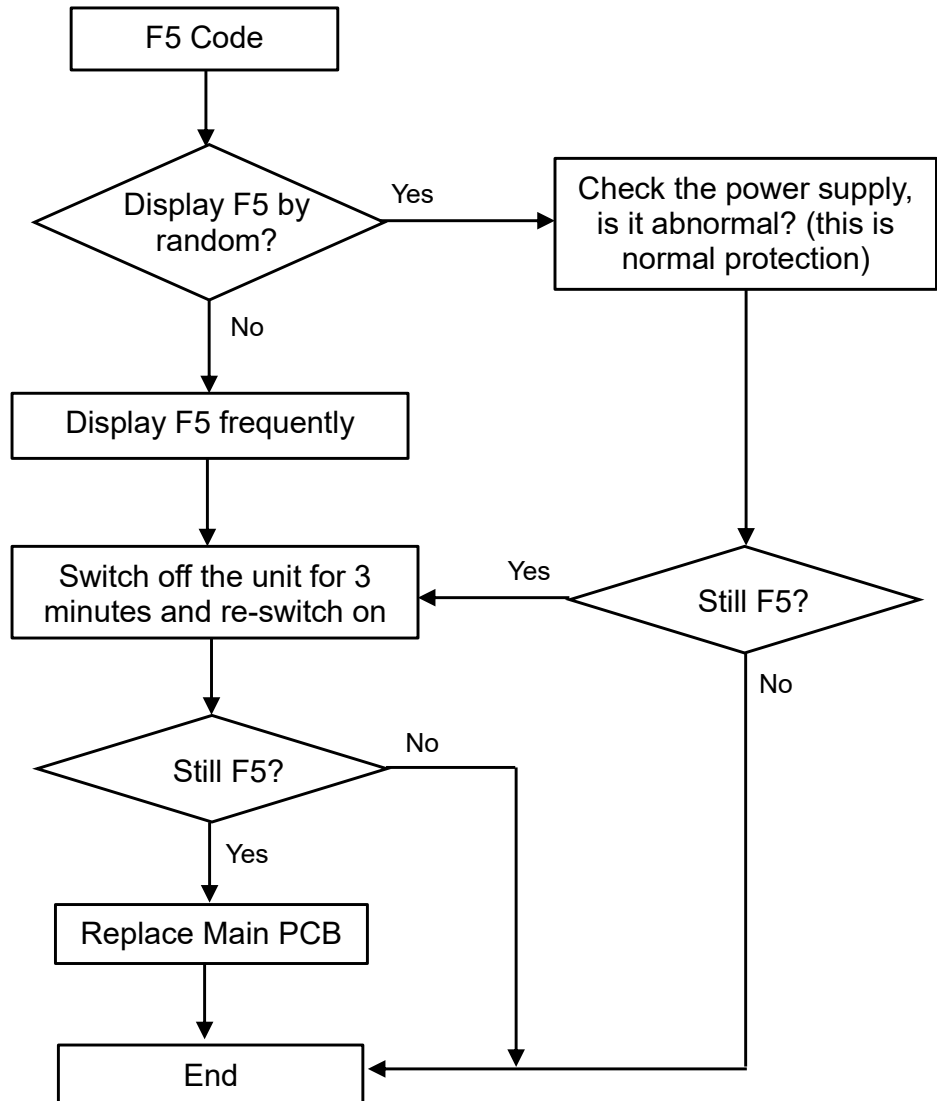 F5 Code
Display F5 by
random?
Yes
Check the power supply,
is it abnormal? (this is
normal protection)
No
Display F5 frequently
Switch off the unit for 3
minutes and re-switch on
Yes
Still F5?
No
Still F5?
No
Yes
Replace Main PCB
End